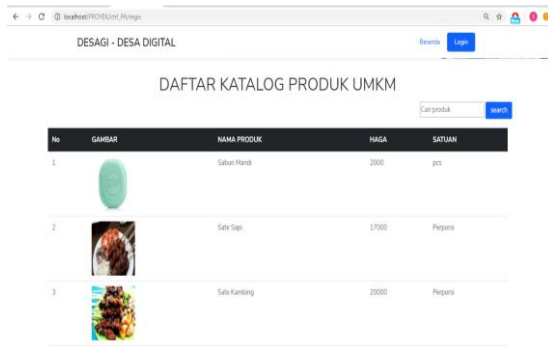 localhost/PROYEK/ctrl_PA/regis
DESAGI - DESA DIGITAL
Beranda
Login
DAFTAR KATALOG PRODUK UMKM
Cari produk
search
No GAMBAR NAMA PRODUK HAGA SATUAN
1 Sabun Mandi 2000 pcs
2 Sate Sapi 17000 Perporsi
3 Sate Kambing 20000 Perporsi